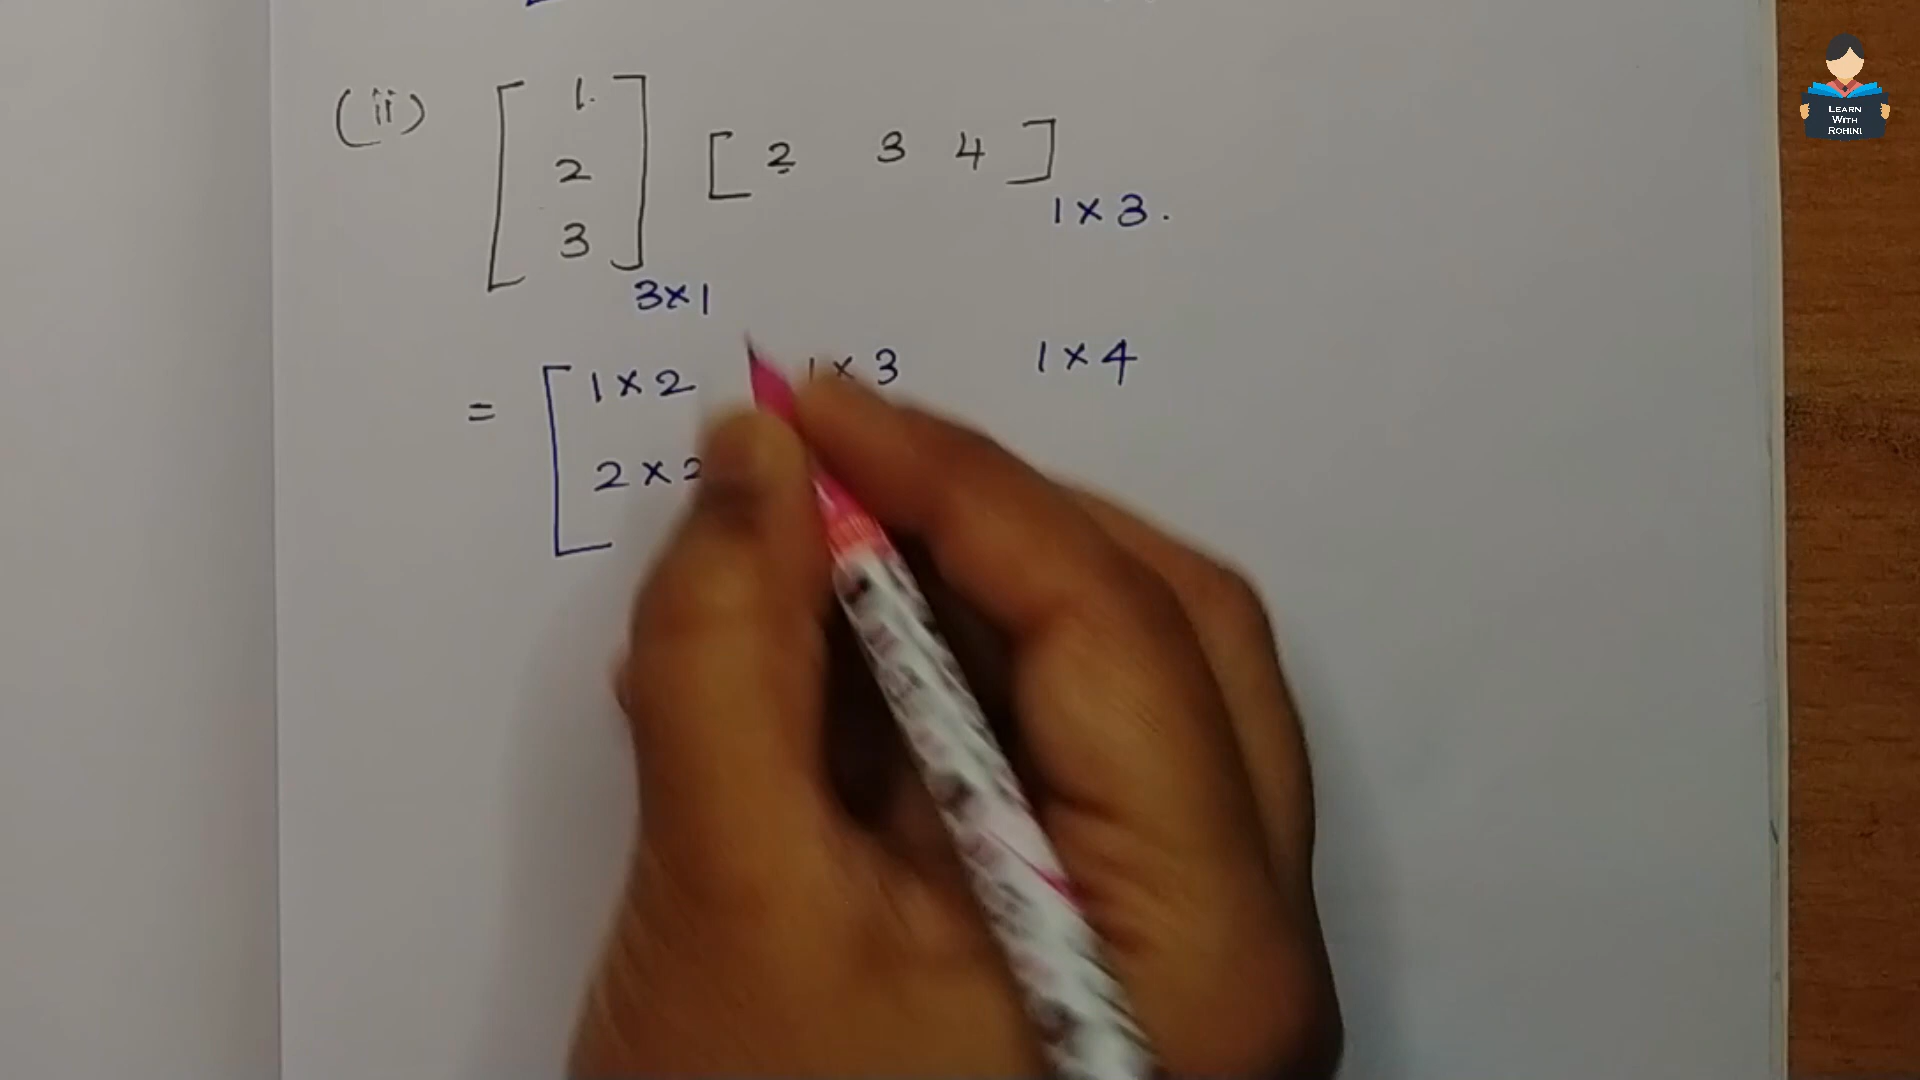 (ii) [ 1 2 3 ] 3×1 [ 2 3 4 ] 1×3.
= [ 1×2 1×3 1×4
2×2
LEARN
WITH
ROHINI